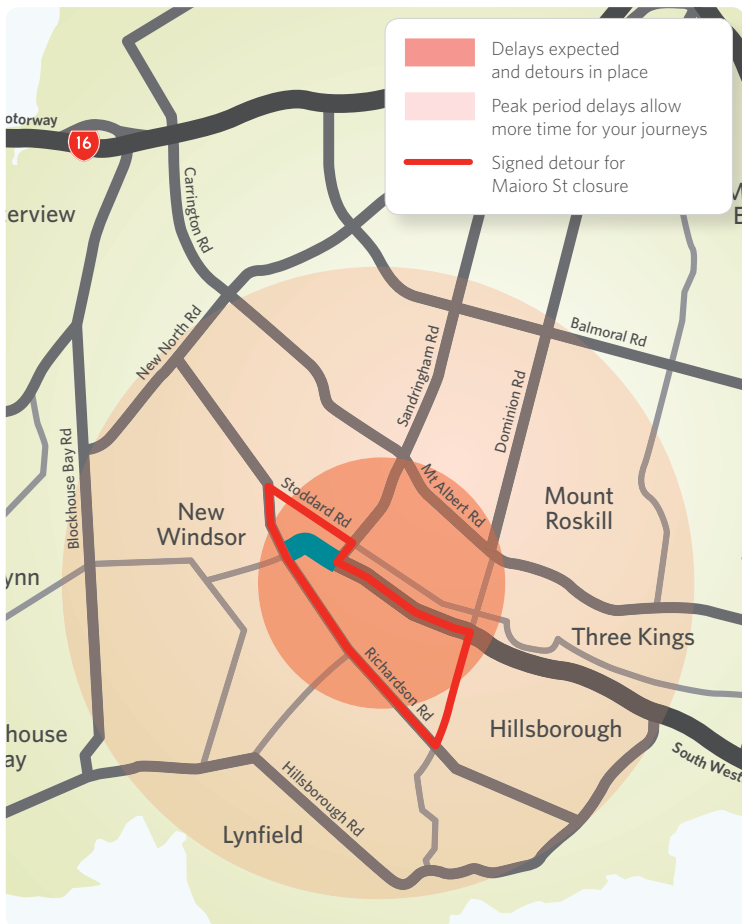 Delays expected
and detours in place
Peak period delays allow
more time for your journeys
Signed detour for
Maioro St closure
otorway
16
erview
Carrington Rd
New North Rd
Sandringham Rd
Balmoral Rd
Dominion Rd
Blockhouse Bay Rd
Stoddard Rd
Mt Albert Rd
Mount
Roskill
New
Windsor
ynn
Three Kings
Richardson Rd
Hillsborough
house
ay
South West
Hillsborough Rd
Lynfield